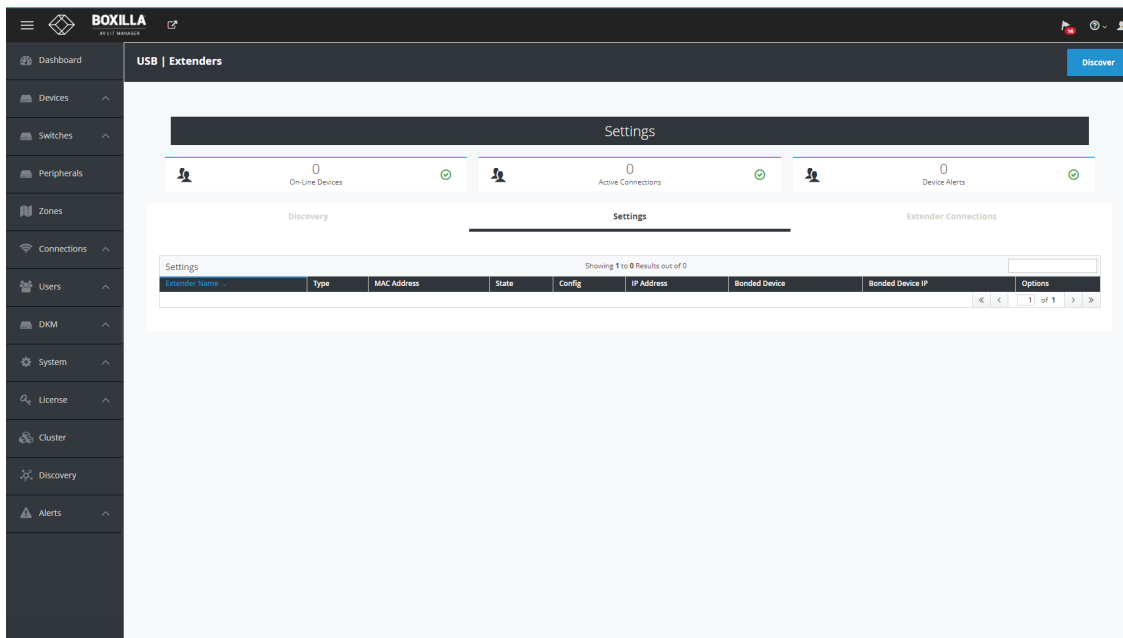 BOXILLA
AV | IT MANAGER
16
Dashboard
Devices
Switches
Peripherals
Zones
Connections
Users
DKM
System
License
Cluster
Discovery
Alerts
USB | Extenders
Discover
Settings
0
On-Line Devices
0
Active Connections
0
Device Alerts
Discovery
Settings
Extender Connections
Settings
Showing 1 to 0 Results out of 0
Extender Name
Type
MAC Address
State
Config
IP Address
Bonded Device
Bonded Device IP
Options
1 of 1